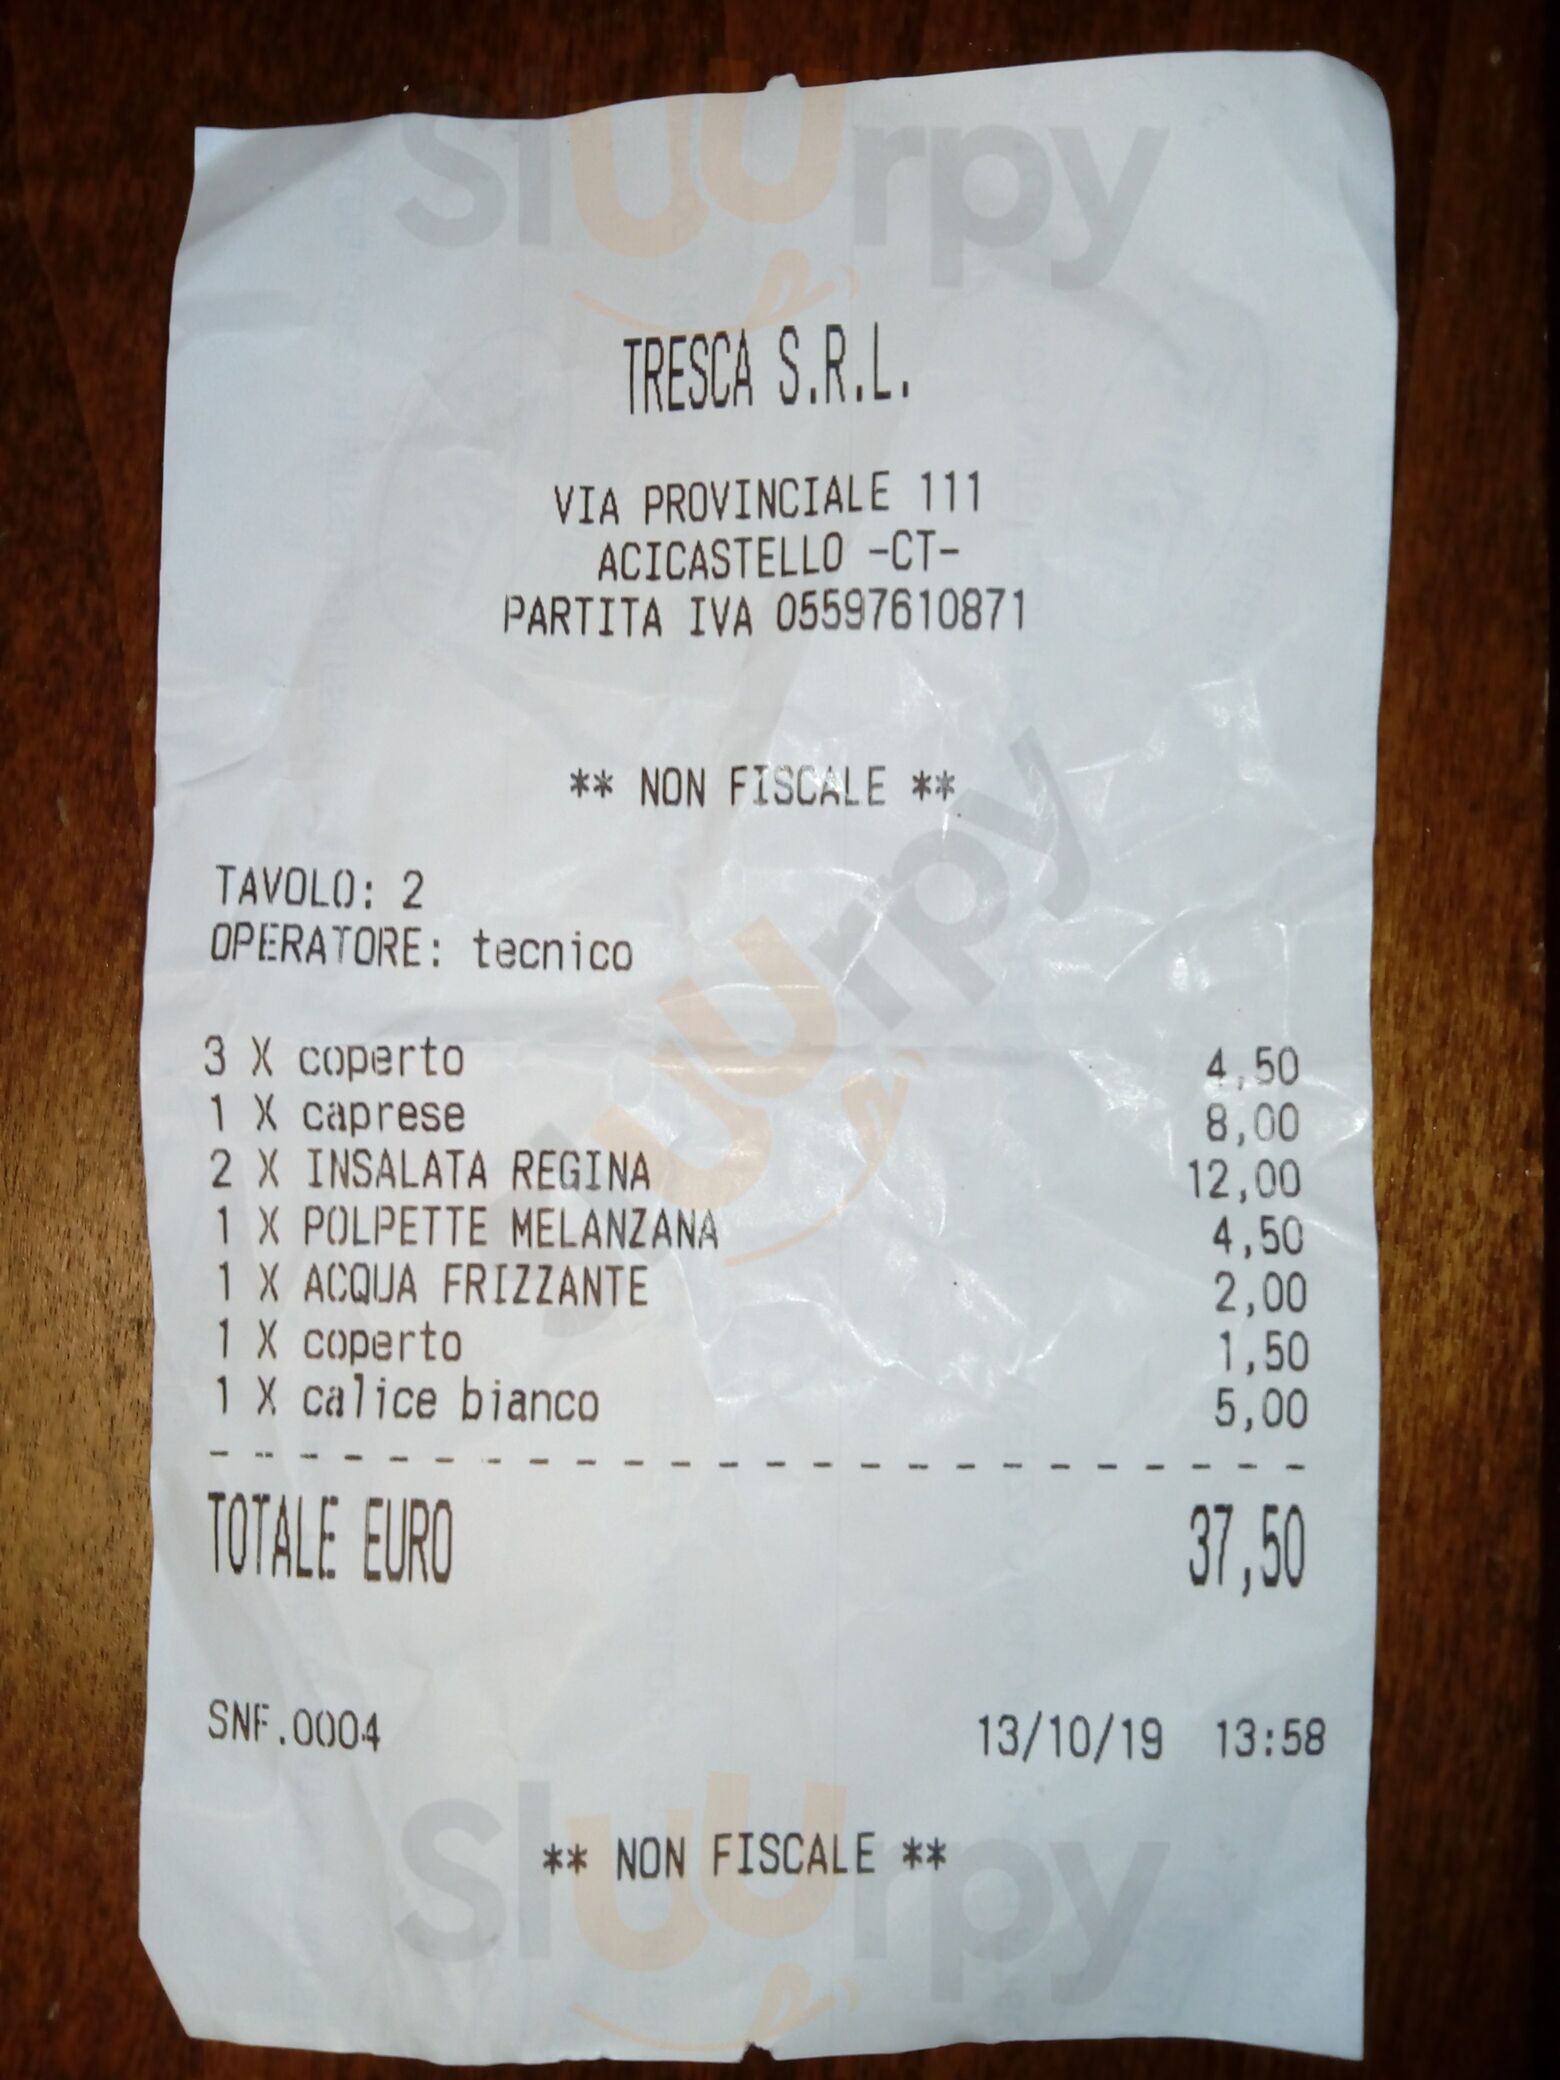 Sluurpy
TRESCA S.R.L.
VIA PROVINCIALE 111
ACICASTELLO -CT-
PARTITA IVA 05597610871
** NON FISCALE **
Sluurpy
TAVOLO: 2
OPERATORE: tecnico
3 X coperto 4,50
1 X caprese 8,00
2 X INSALATA REGINA 12,00
1 X POLPETTE MELANZANA 4,50
1 X ACQUA FRIZZANTE 2,00
1 X coperto 1,50
1 X calice bianco 5,00
TOTALE EURO 37,50
SNF.0004 13/10/19 13:58
** NON FISCALE **
Sluurpy